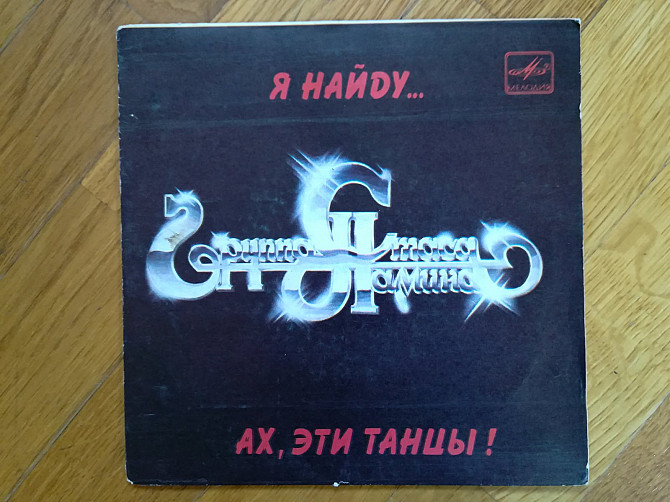 Я НАЙДУ...
МЕЛОДИЯ
Группа Стаса
Намина
АХ, ЭТИ ТАНЦЫ!